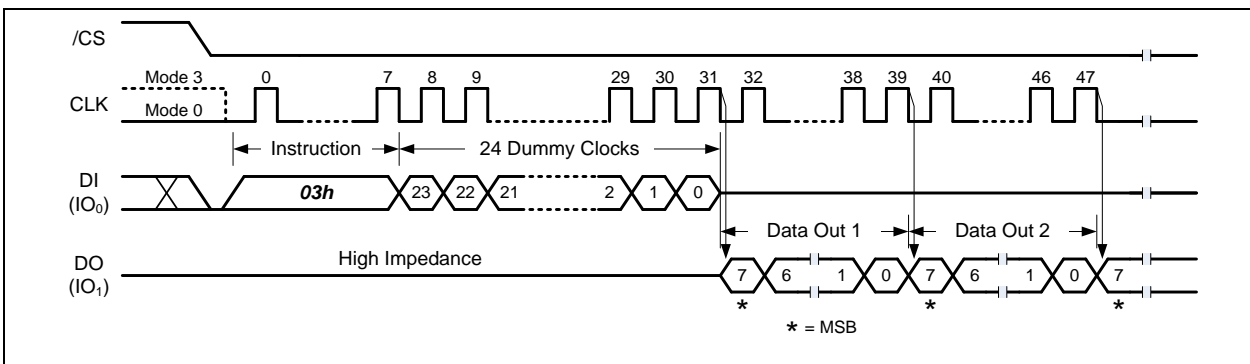 /CS
Mode 3
0 7 8 9 29 30 31 32 38 39 40 46 47
CLK
Mode 0
Instruction 24 Dummy Clocks
DI
(IO0)
03h 23 22 21 2 1 0
Data Out 1 Data Out 2
High Impedance
DO
(IO1)
7 6 1 0 7 6 1 0 7
* * *
* = MSB